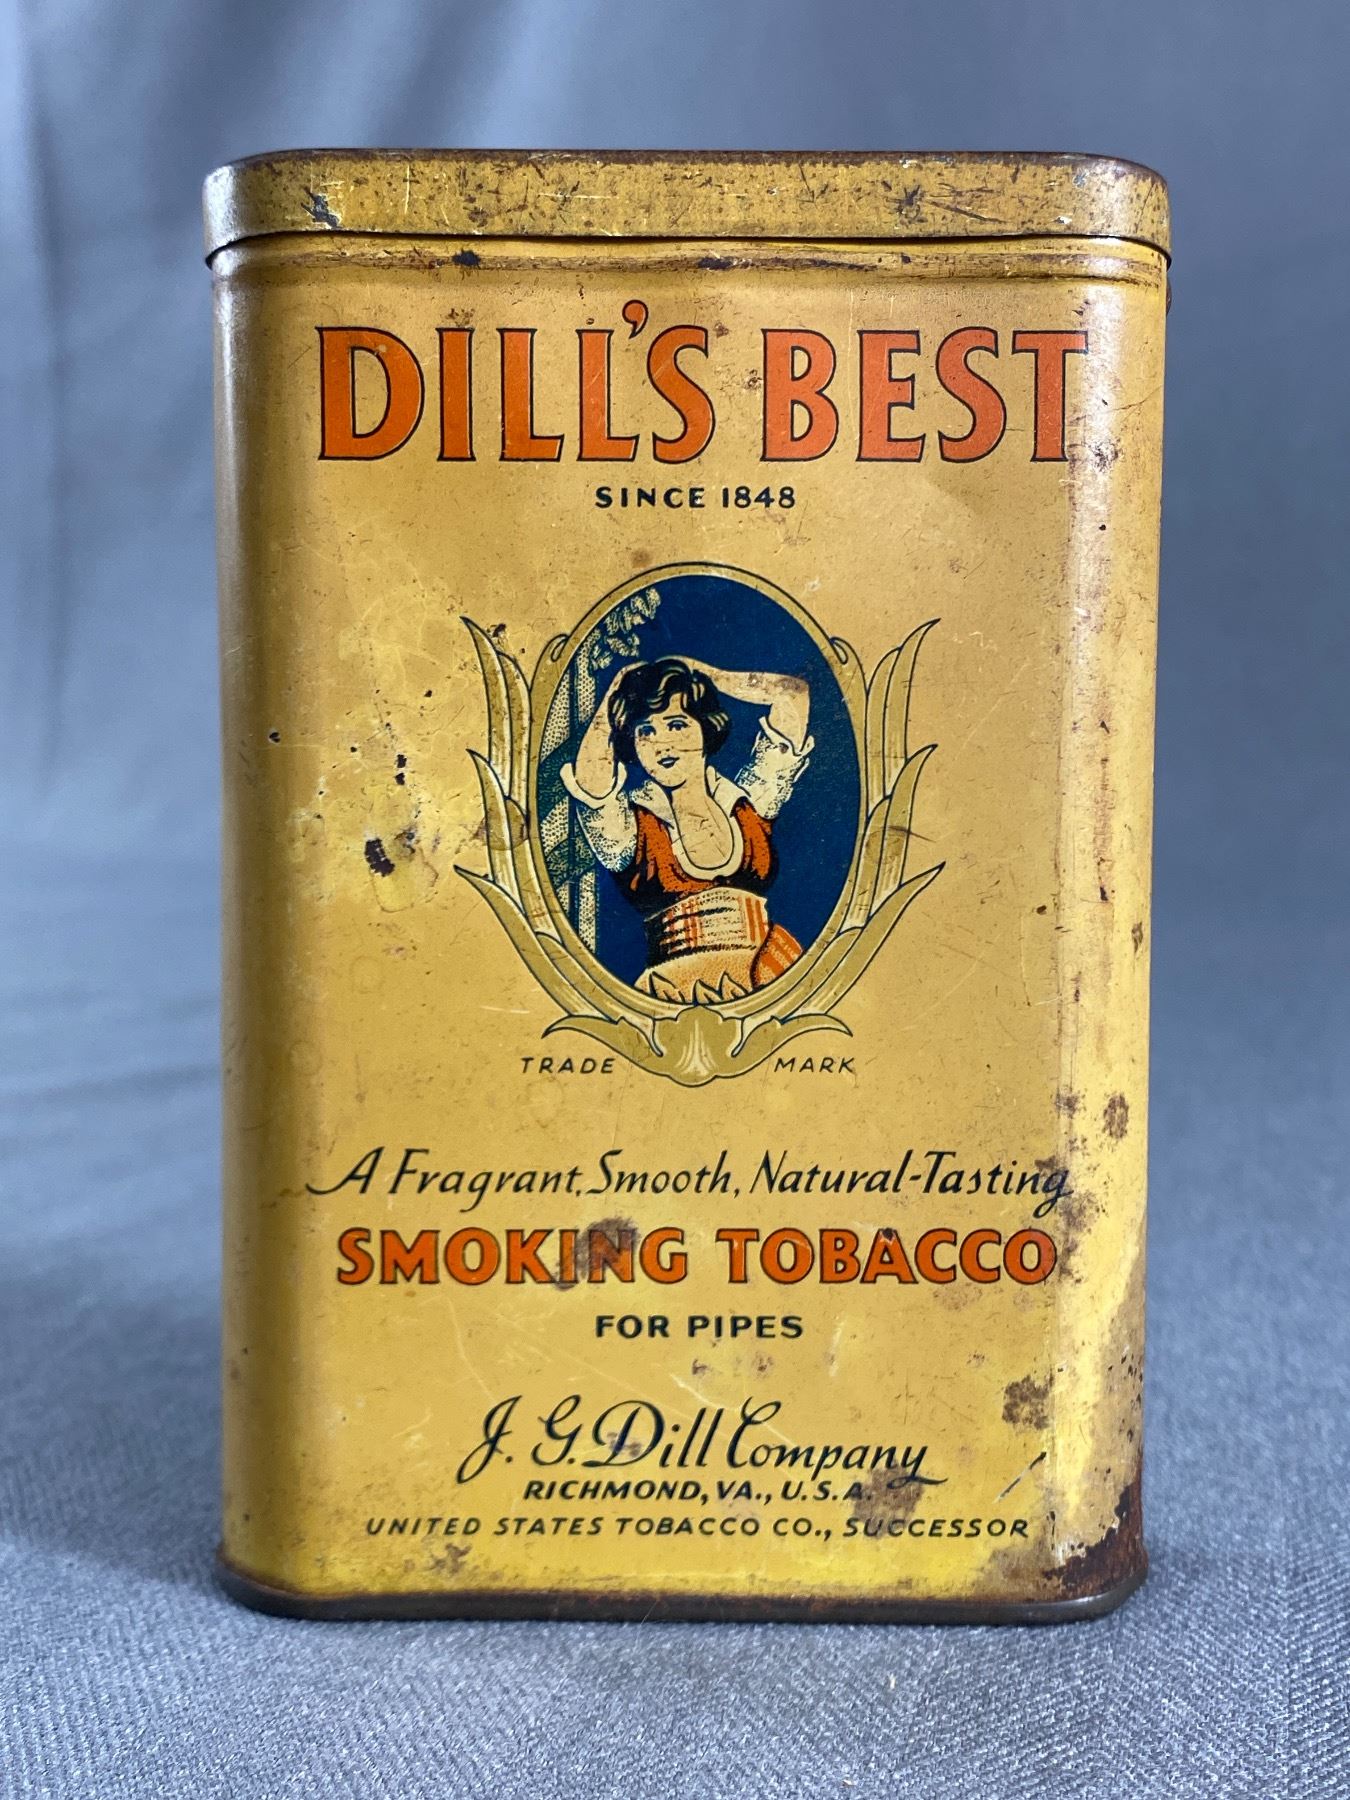 DILL'S BEST
SINCE 1848
TRADE MARK
A Fragrant, Smooth, Natural-Tasting
SMOKING TOBACCO
FOR PIPES
J. G. Dill Company
RICHMOND, VA., U.S.A.
UNITED STATES TOBACCO CO., SUCCESSOR